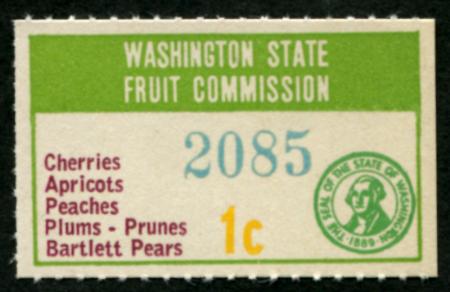 WASHINGTON STATE
FRUIT COMMISSION
2085
Cherries
Apricots
Peaches
Plums - Prunes
Bartlett Pears
1c
THE SEAL OF THE STATE OF WASHINGTON
1889